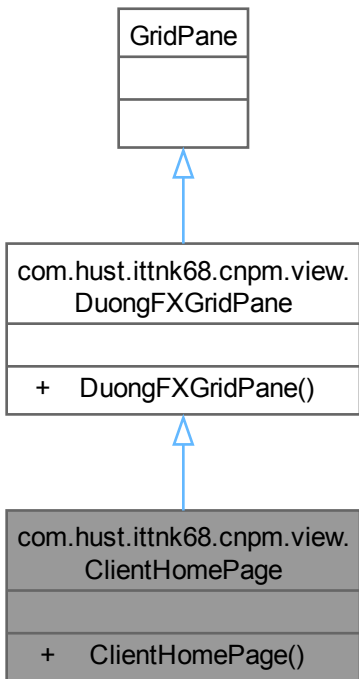 GridPane
com.hust.ittnk68.cnpm.view.
DuongFXGridPane
+ DuongFXGridPane()
com.hust.ittnk68.cnpm.view.
ClientHomePage
+ ClientHomePage()